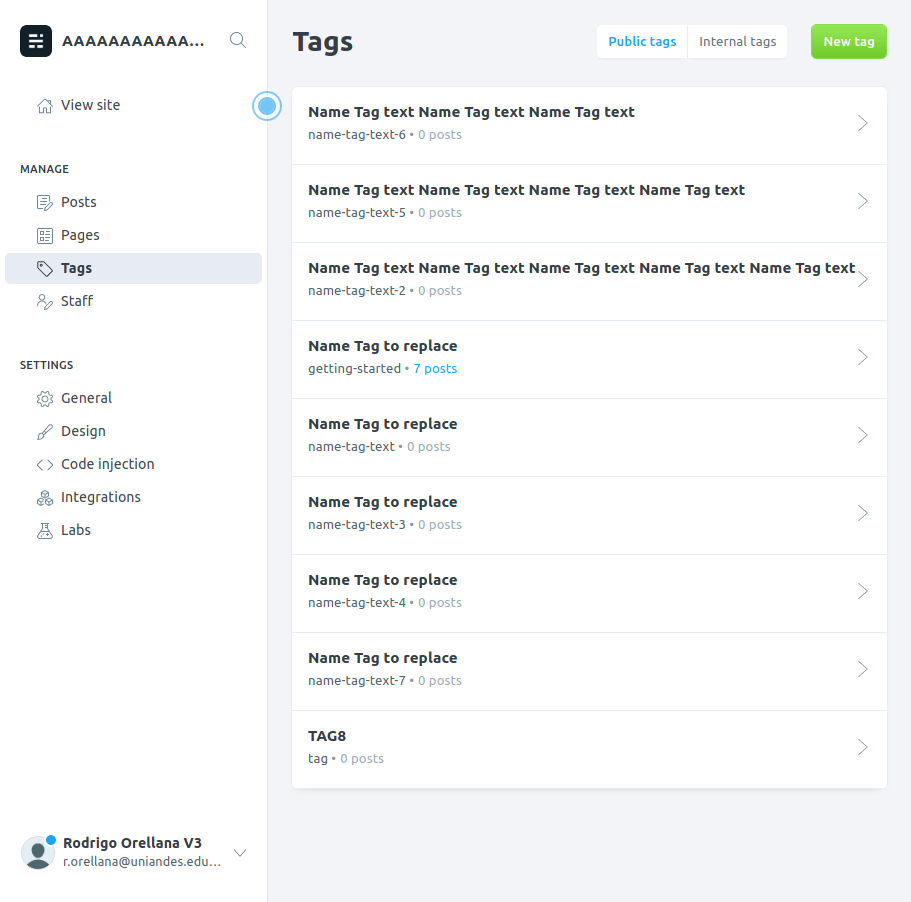 AAAAAAAAAAA...
View site
MANAGE
Posts
Pages
Tags
Staff
SETTINGS
General
Design
Code injection
Integrations
Labs
Rodrigo Orellana V3
r.orellana@uniandes.edu...
Tags
Public tags
Internal tags
New tag
Name Tag text Name Tag text Name Tag text
name-tag-text-6 • 0 posts
Name Tag text Name Tag text Name Tag text Name Tag text
name-tag-text-5 • 0 posts
Name Tag text Name Tag text Name Tag text Name Tag text Name Tag text
name-tag-text-2 • 0 posts
Name Tag to replace
getting-started • 7 posts
Name Tag to replace
name-tag-text • 0 posts
Name Tag to replace
name-tag-text-3 • 0 posts
Name Tag to replace
name-tag-text-4 • 0 posts
Name Tag to replace
name-tag-text-7 • 0 posts
TAG8
tag • 0 posts